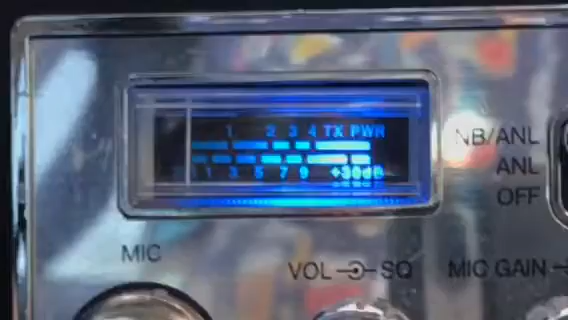 1 2 3 4 TX PWR
1 3 5 7 9 +30dB
NB/ANL
ANL
OFF
MIC
VOL SQ
MIC GAIN